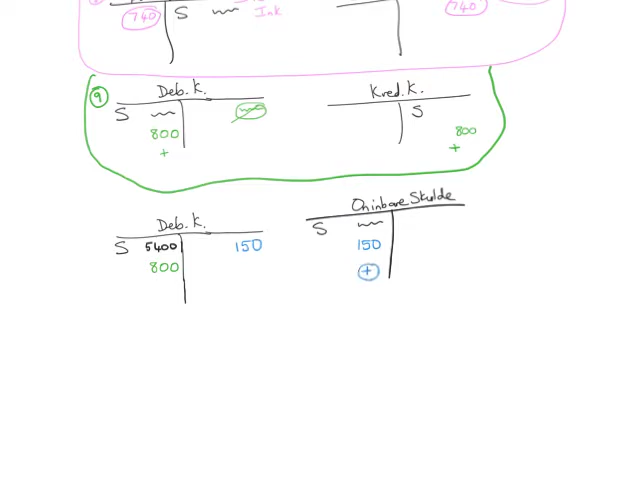 740 S 740
Ink
9 Deb. K. Kred. K.
S S
800 800
+ +
Deb. K. Oninbare Skulde
S 5400 150 S
800 150
+